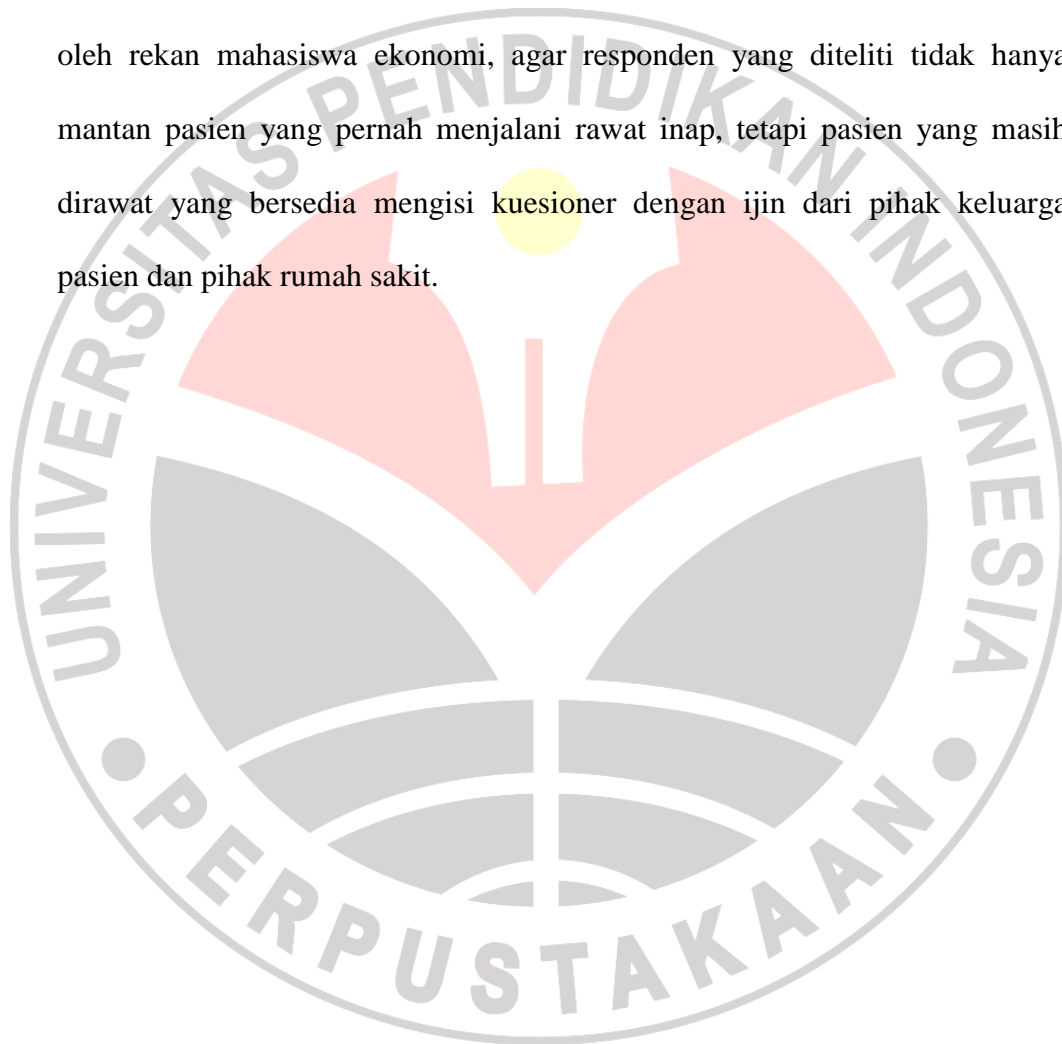 oleh rekan mahasiswa ekonomi, agar responden yang diteliti tidak hanya
mantan pasien yang pernah menjalani rawat inap, tetapi pasien yang masih
dirawat yang bersedia mengisi kuesioner dengan ijin dari pihak keluarga
pasien dan pihak rumah sakit.
UNIVERSITAS PENDIDIKAN INDONESIA
PERPUSTAKAAN